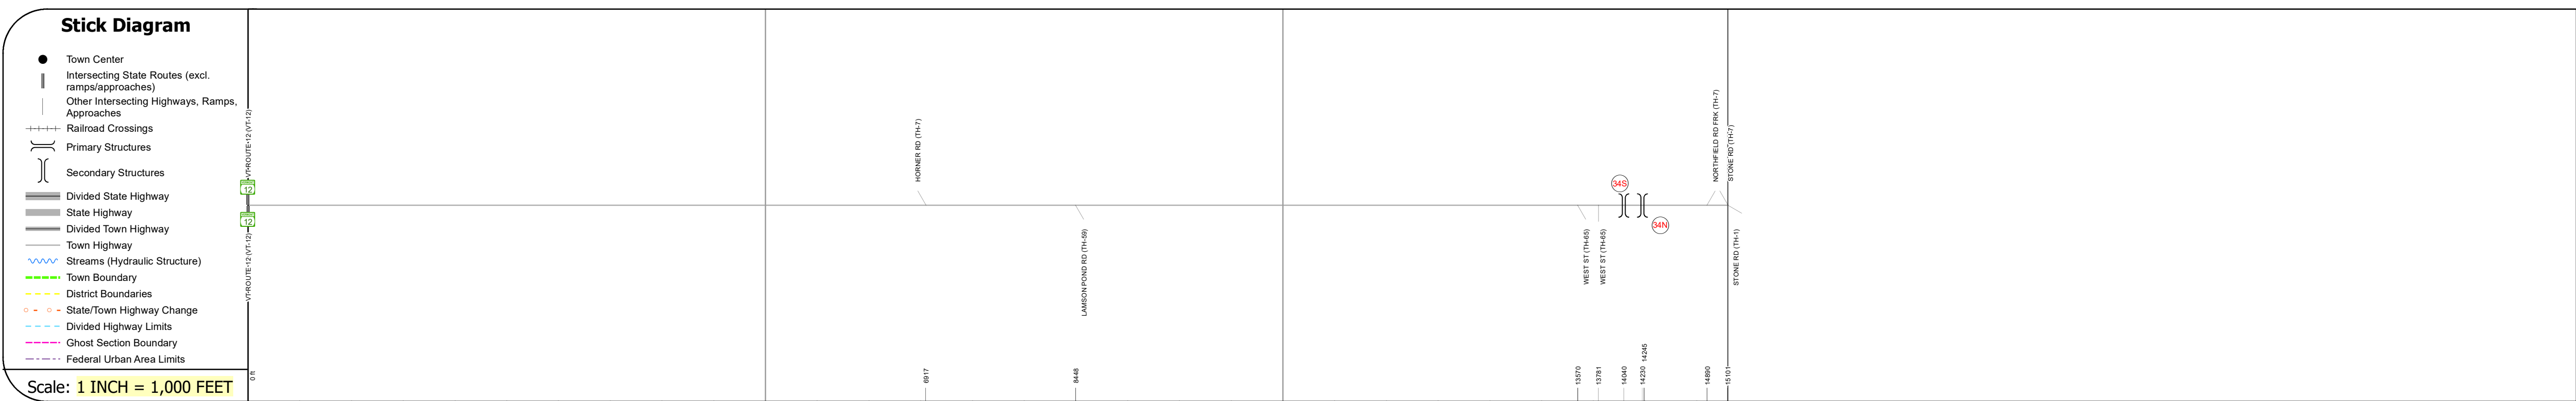 Stick Diagram
Town Center
Intersecting State Routes (excl.
ramps/approaches)
Other Intersecting Highways, Ramps,
Approaches
Railroad Crossings
Primary Structures
Secondary Structures
Divided State Highway
State Highway
Divided Town Highway
Town Highway
Streams (Hydraulic Structure)
Town Boundary
District Boundaries
State/Town Highway Change
Divided Highway Limits
Ghost Section Boundary
Federal Urban Area Limits
Scale: 1 INCH = 1,000 FEET
VT-ROUTE-12 (VT-12)
12
12
VT-ROUTE-12 (VT-12)
0 ft
HORNER RD (TH-7)
LAMSON POND RD (TH-59)
WEST ST (TH-65)
WEST ST (TH-65)
34S
34N
NORTHFIELD RD FRK (TH-7)
STONE RD (TH-7)
STONE RD (TH-1)
6917
8448
13570
13781
14040
14230
14245
14890
15101